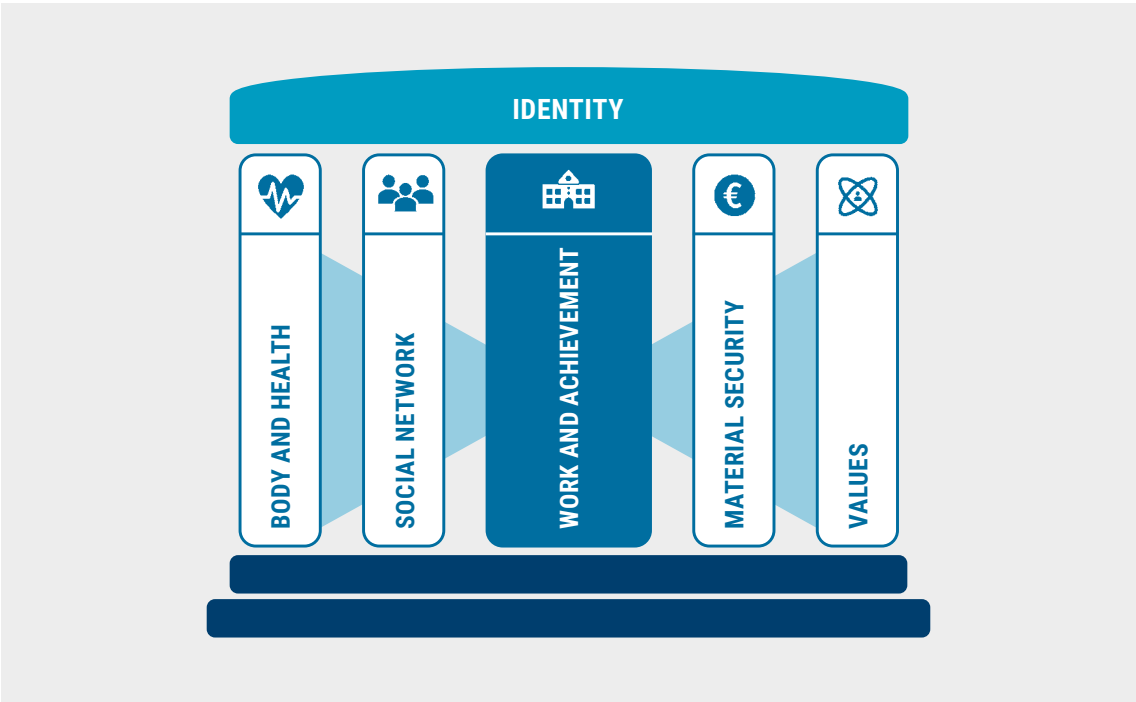 IDENTITY
BODY AND HEALTH
SOCIAL NETWORK
WORK AND ACHIEVEMENT
€
MATERIAL SECURITY
VALUES